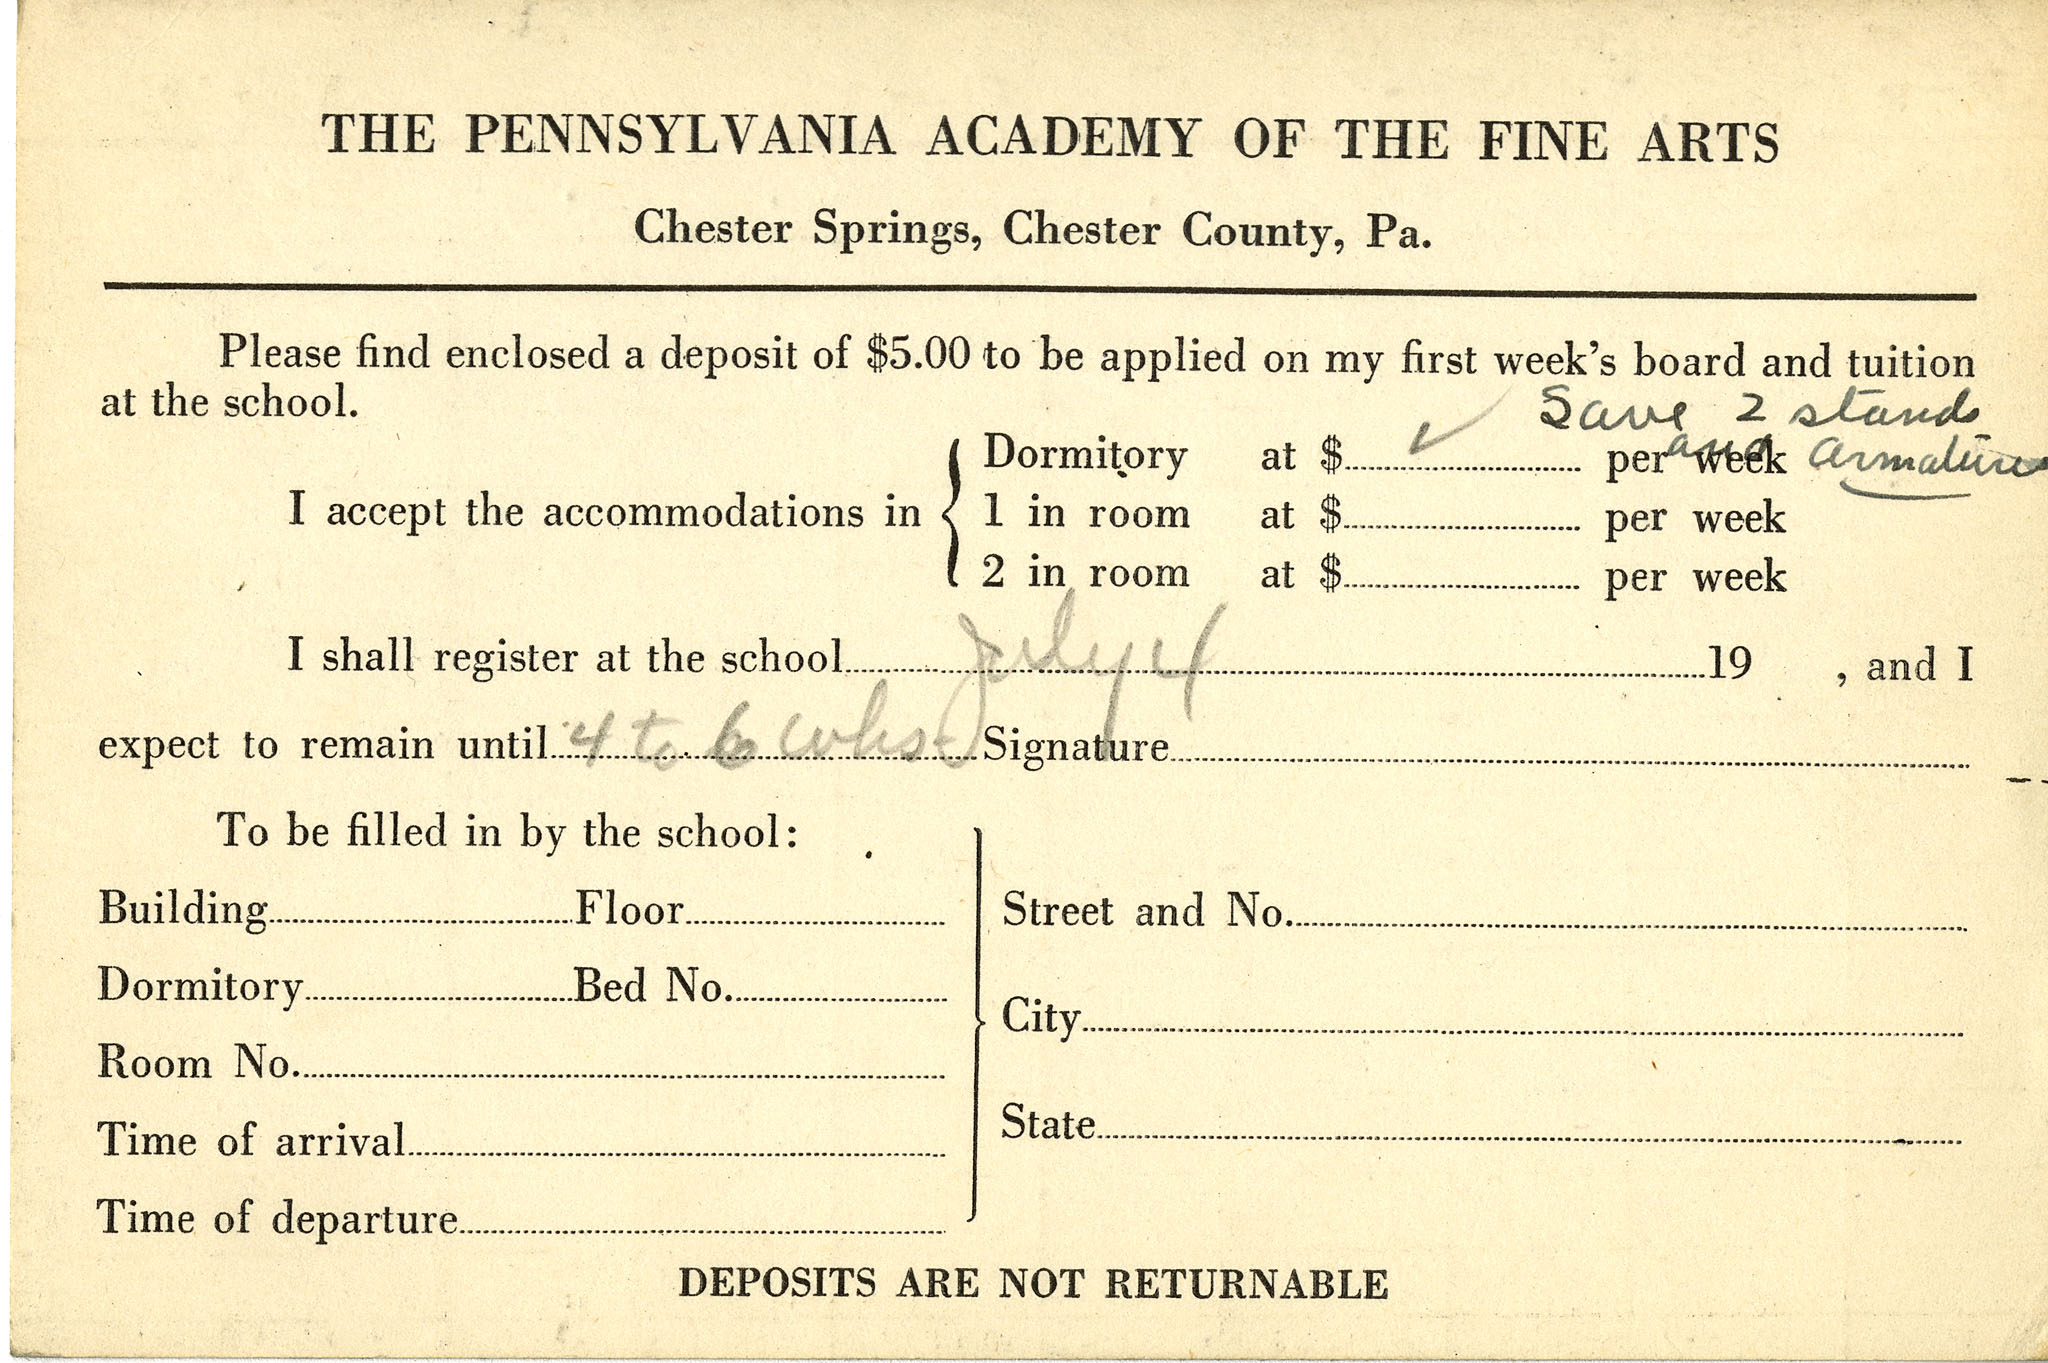 THE PENNSYLVANIA ACADEMY OF THE FINE ARTS
Chester Springs, Chester County, Pa.
Please find enclosed a deposit of $5.00 to be applied on my first week's board and tuition
at the school.
Save 2 stands
and armatures
I accept the accommodations in
Dormitory at $ ✓ per week
1 in room at $ per week
2 in room at $ per week
I shall register at the school July 4 19 , and I
expect to remain until 4 to 6 wks Signature
To be filled in by the school:
Building Floor
Dormitory Bed No.
Room No.
Time of arrival
Time of departure
Street and No.
City
State
DEPOSITS ARE NOT RETURNABLE